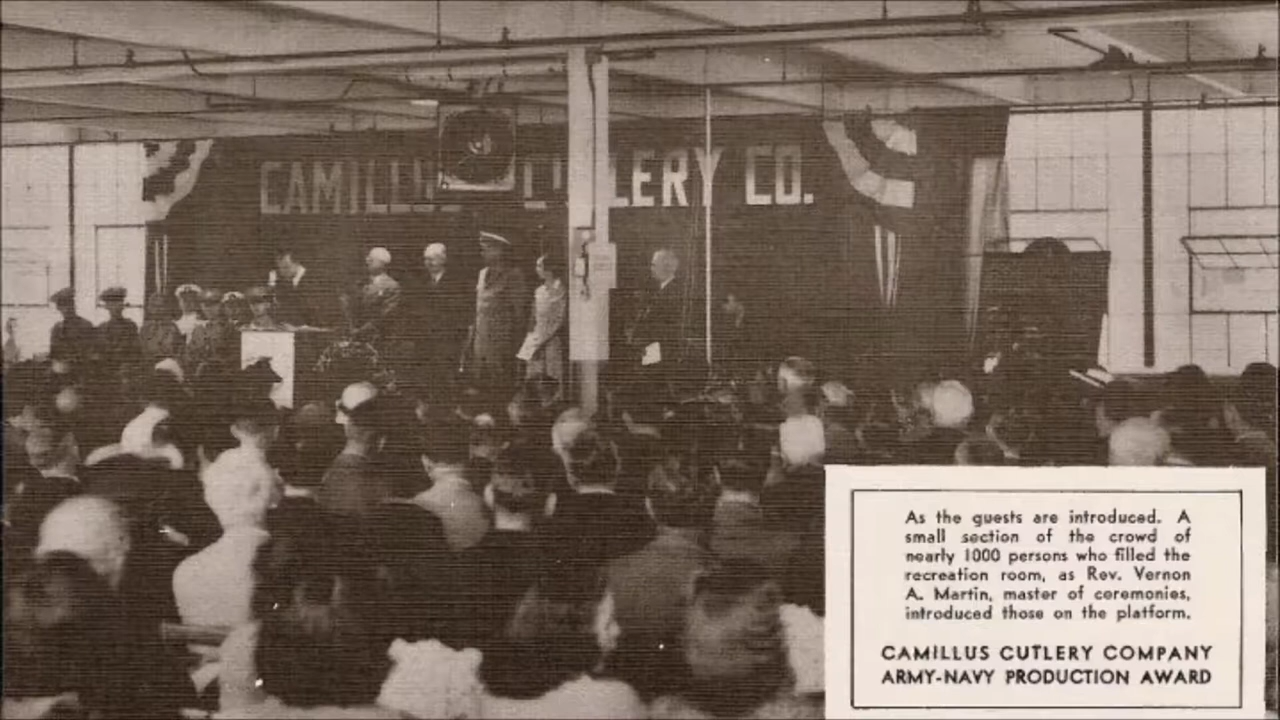 CAMILLUS CUTLERY CO.
As the guests are introduced. A
small section of the crowd of
nearly 1000 persons who filled the
recreation room, as Rev. Vernon
A. Martin, master of ceremonies,
introduced those on the platform.
CAMILLUS CUTLERY COMPANY
ARMY-NAVY PRODUCTION AWARD